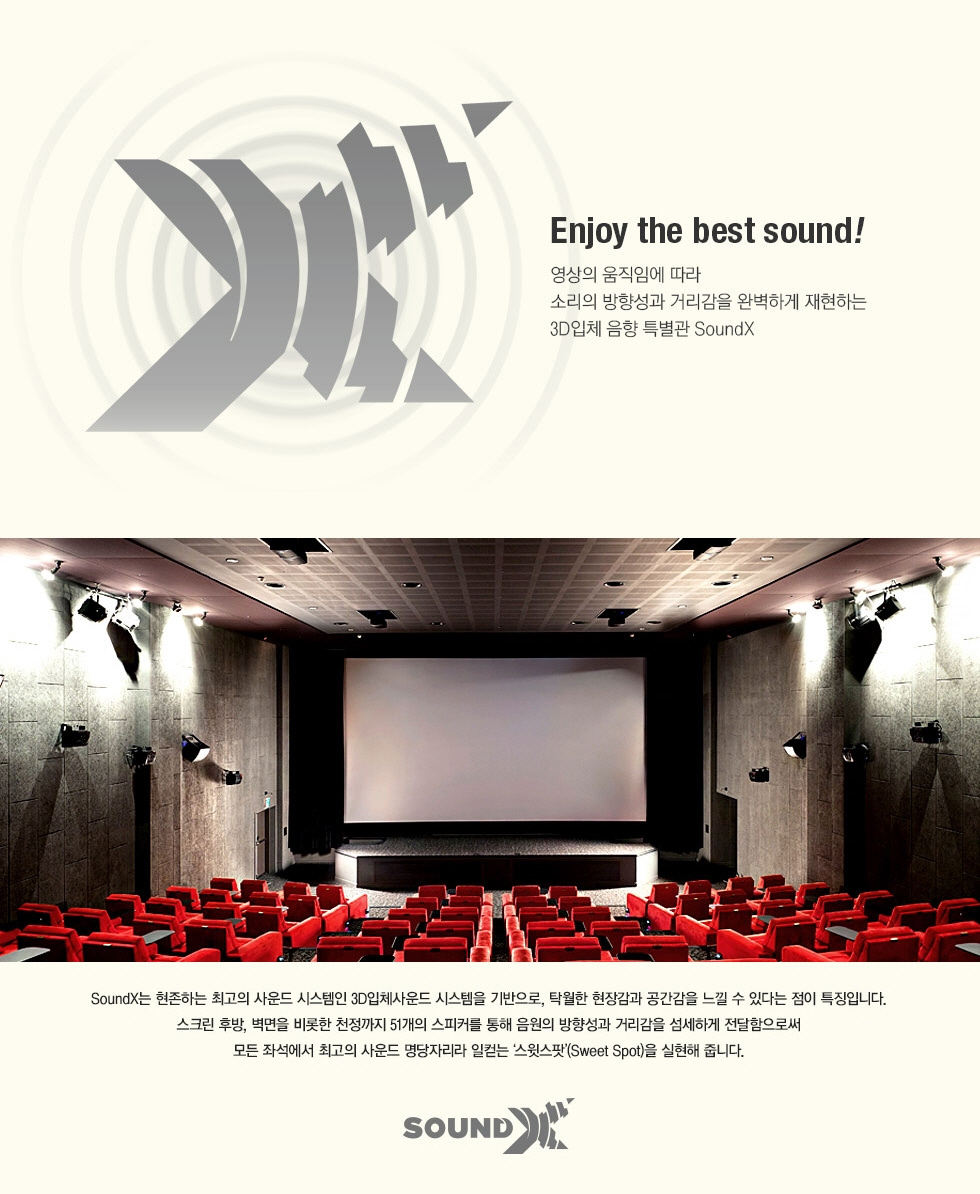 Enjoy the best sound!
영상의 움직임에 따라
소리의 방향성과 거리감을 완벽하게 재현하는
3D입체 음향 특별관 SoundX
SoundX는 현존하는 최고의 사운드 시스템인 3D입체사운드 시스템을 기반으로, 탁월한 현장감과 공간감을 느낄 수 있다는 점이 특징입니다.
스크린 후방, 벽면을 비롯한 천정까지 51개의 스피커를 통해 음원의 방향성과 거리감을 섬세하게 전달함으로써
모든 좌석에서 최고의 사운드 명당자리라 일컫는 ‘스윗스팟’(Sweet Spot)을 실현해 줍니다.
SOUNDX